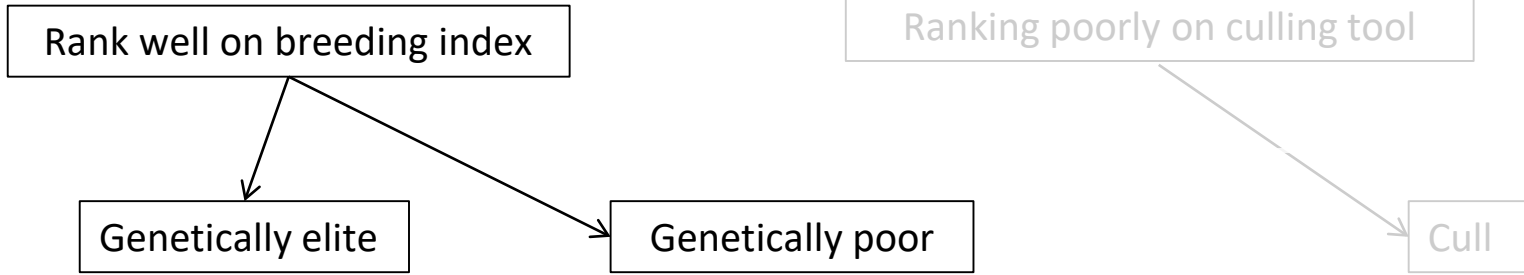 Rank well on breeding index
Ranking poorly on culling tool
Genetically elite
Genetically poor
Cull